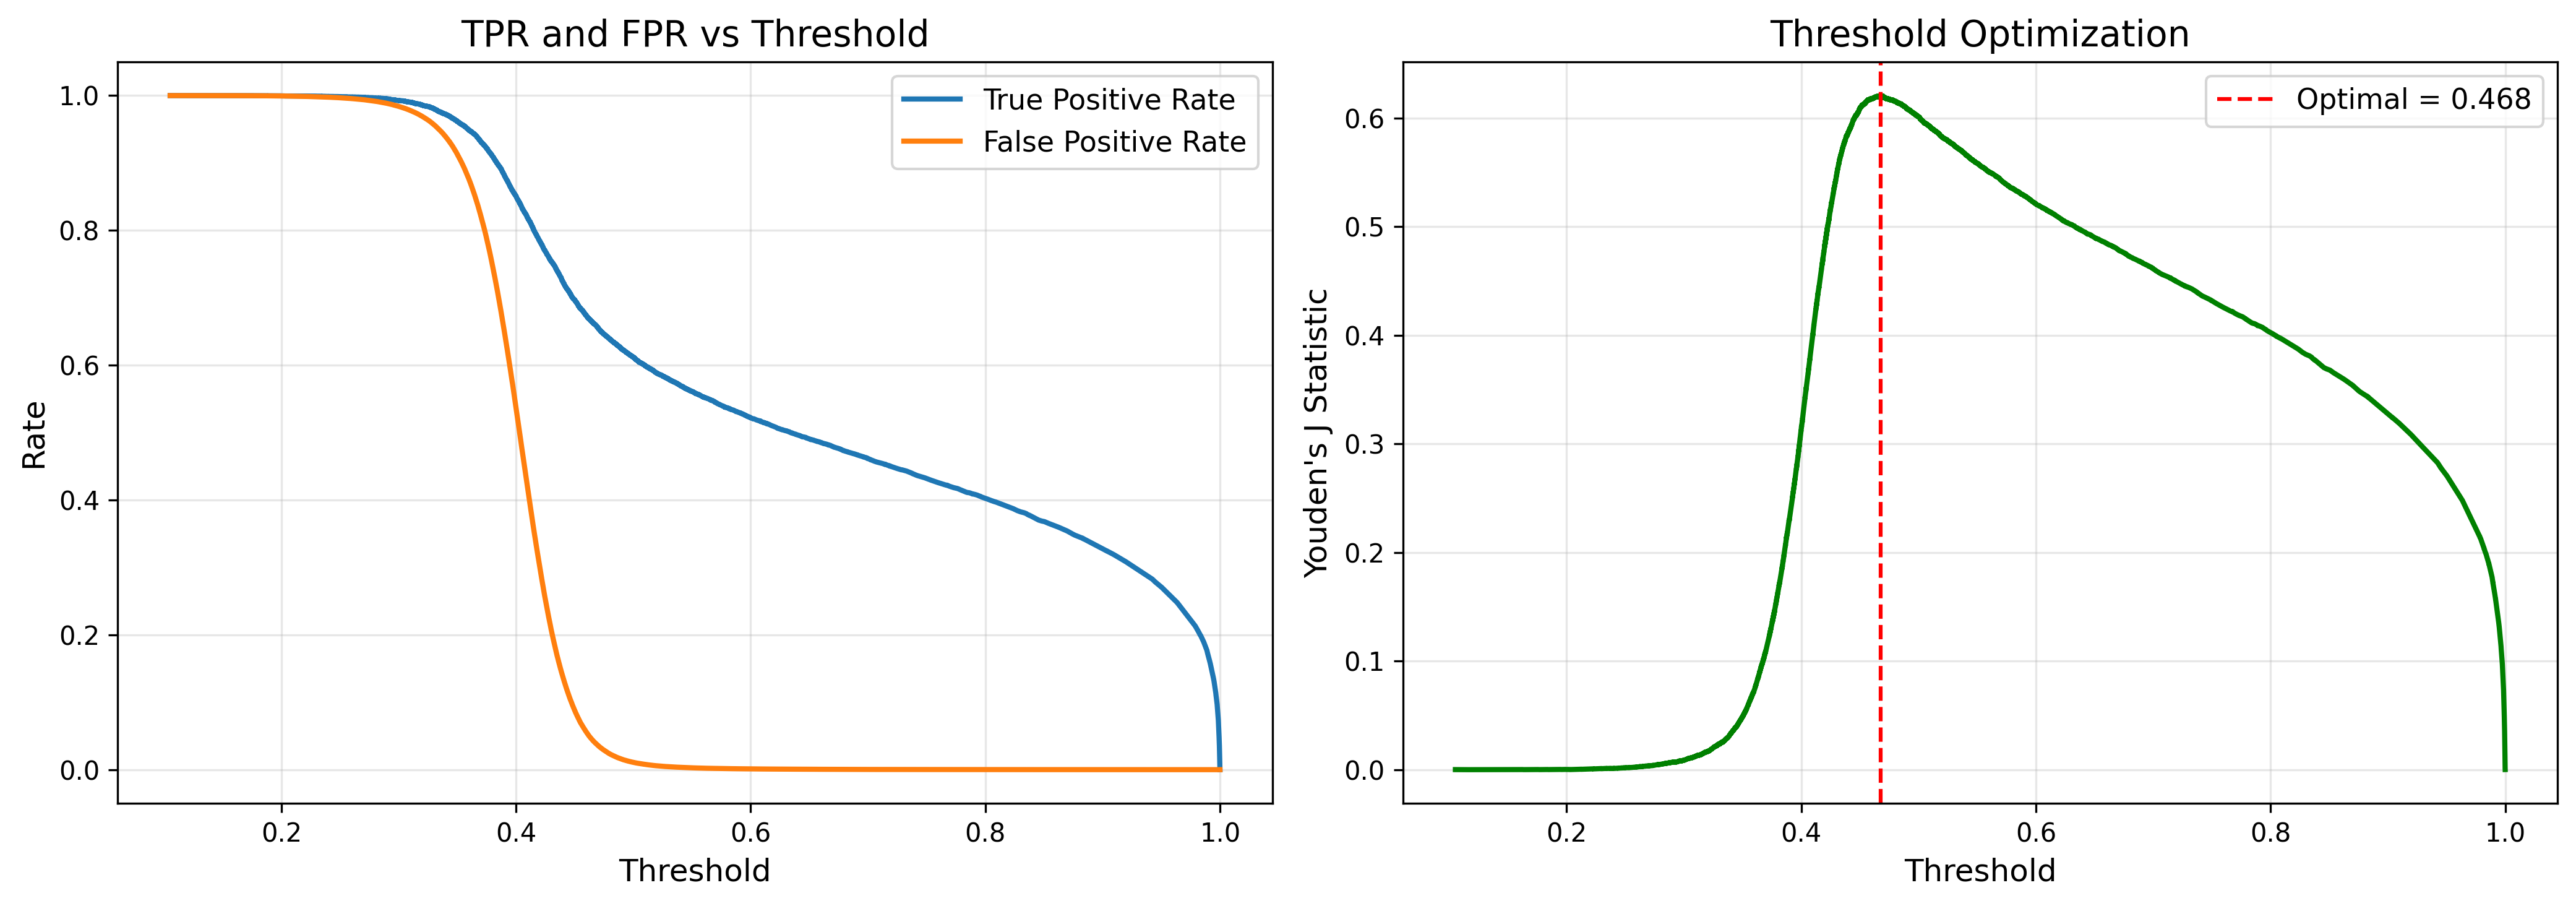 TPR and FPR vs Threshold
True Positive Rate
False Positive Rate
Rate
1.0
0.8
0.6
0.4
0.2
0.0
0.2
0.4
0.6
0.8
1.0
Threshold
Threshold Optimization
Optimal = 0.468
Youden's J Statistic
0.6
0.5
0.4
0.3
0.2
0.1
0.0
0.2
0.4
0.6
0.8
1.0
Threshold